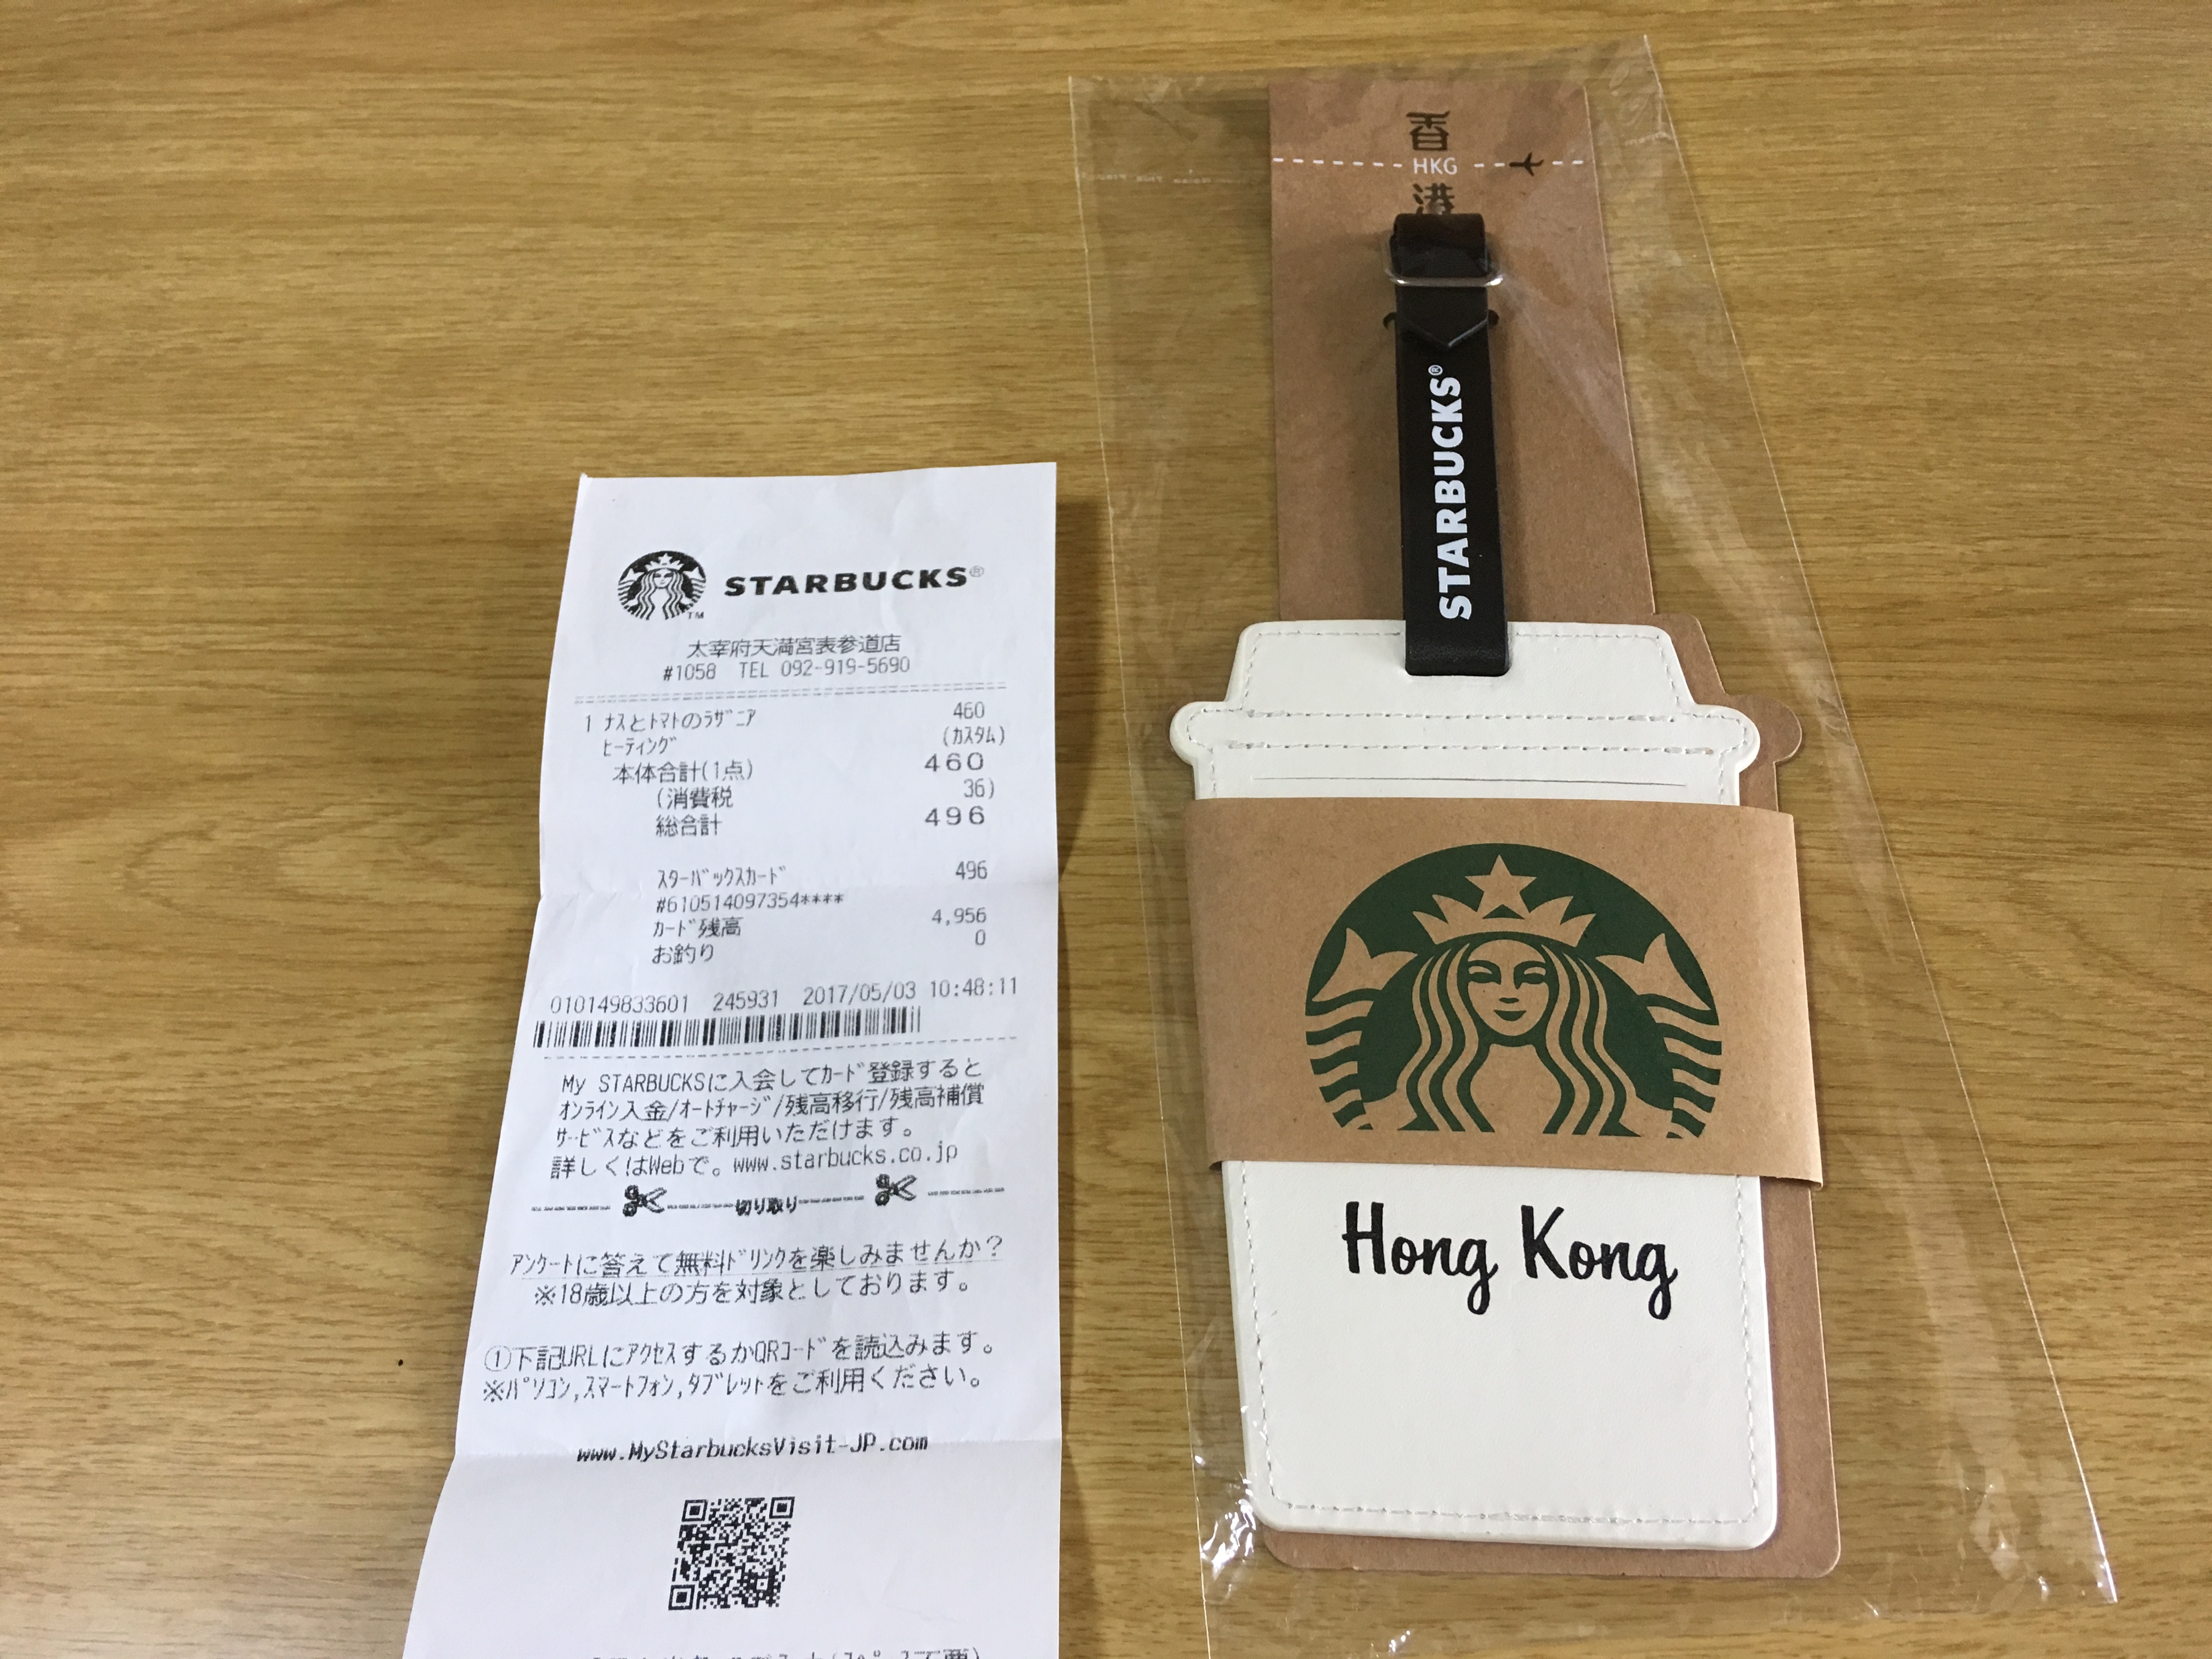 STARBUCKS®
TM
太宰府天満宮表参道店
#1058 TEL 092-919-5690
1 ﾅｽとﾄﾏﾄのﾗｻﾞﾆｱ 460
ﾋｰﾃｨﾝｸﾞ (ｶｽﾀﾑ)
本体合計(1点) 460
(消費税 36)
総合計 496
ｽﾀｰﾊﾞｯｸｽｶｰﾄﾞ 496
#610514097354****
ｶｰﾄﾞ残高 4,956
お釣り 0
010149833601 245931 2017/05/03 10:48:11
My STARBUCKSに入会してｶｰﾄﾞ登録すると
ｵﾝﾗｲﾝ入金/ｵｰﾄﾁｬｰｼﾞ/残高移行/残高補償
ｻｰﾋﾞｽなどをご利用いただけます。
詳しくはWebで。www.starbucks.co.jp
切り取り
ｱﾝｹｰﾄに答えて無料ﾄﾞﾘﾝｸを楽しみませんか?
※18歳以上の方を対象としております。
①下記URLにｱｸｾｽするかQRｺｰﾄﾞを読込みます。
※ﾊﾟｿｺﾝ,ｽﾏｰﾄﾌｫﾝ,ﾀﾌﾞﾚｯﾄをご利用ください。
www.MyStarbucksVisit-JP.com
香
HKG
港
STARBUCKS®
Hong Kong